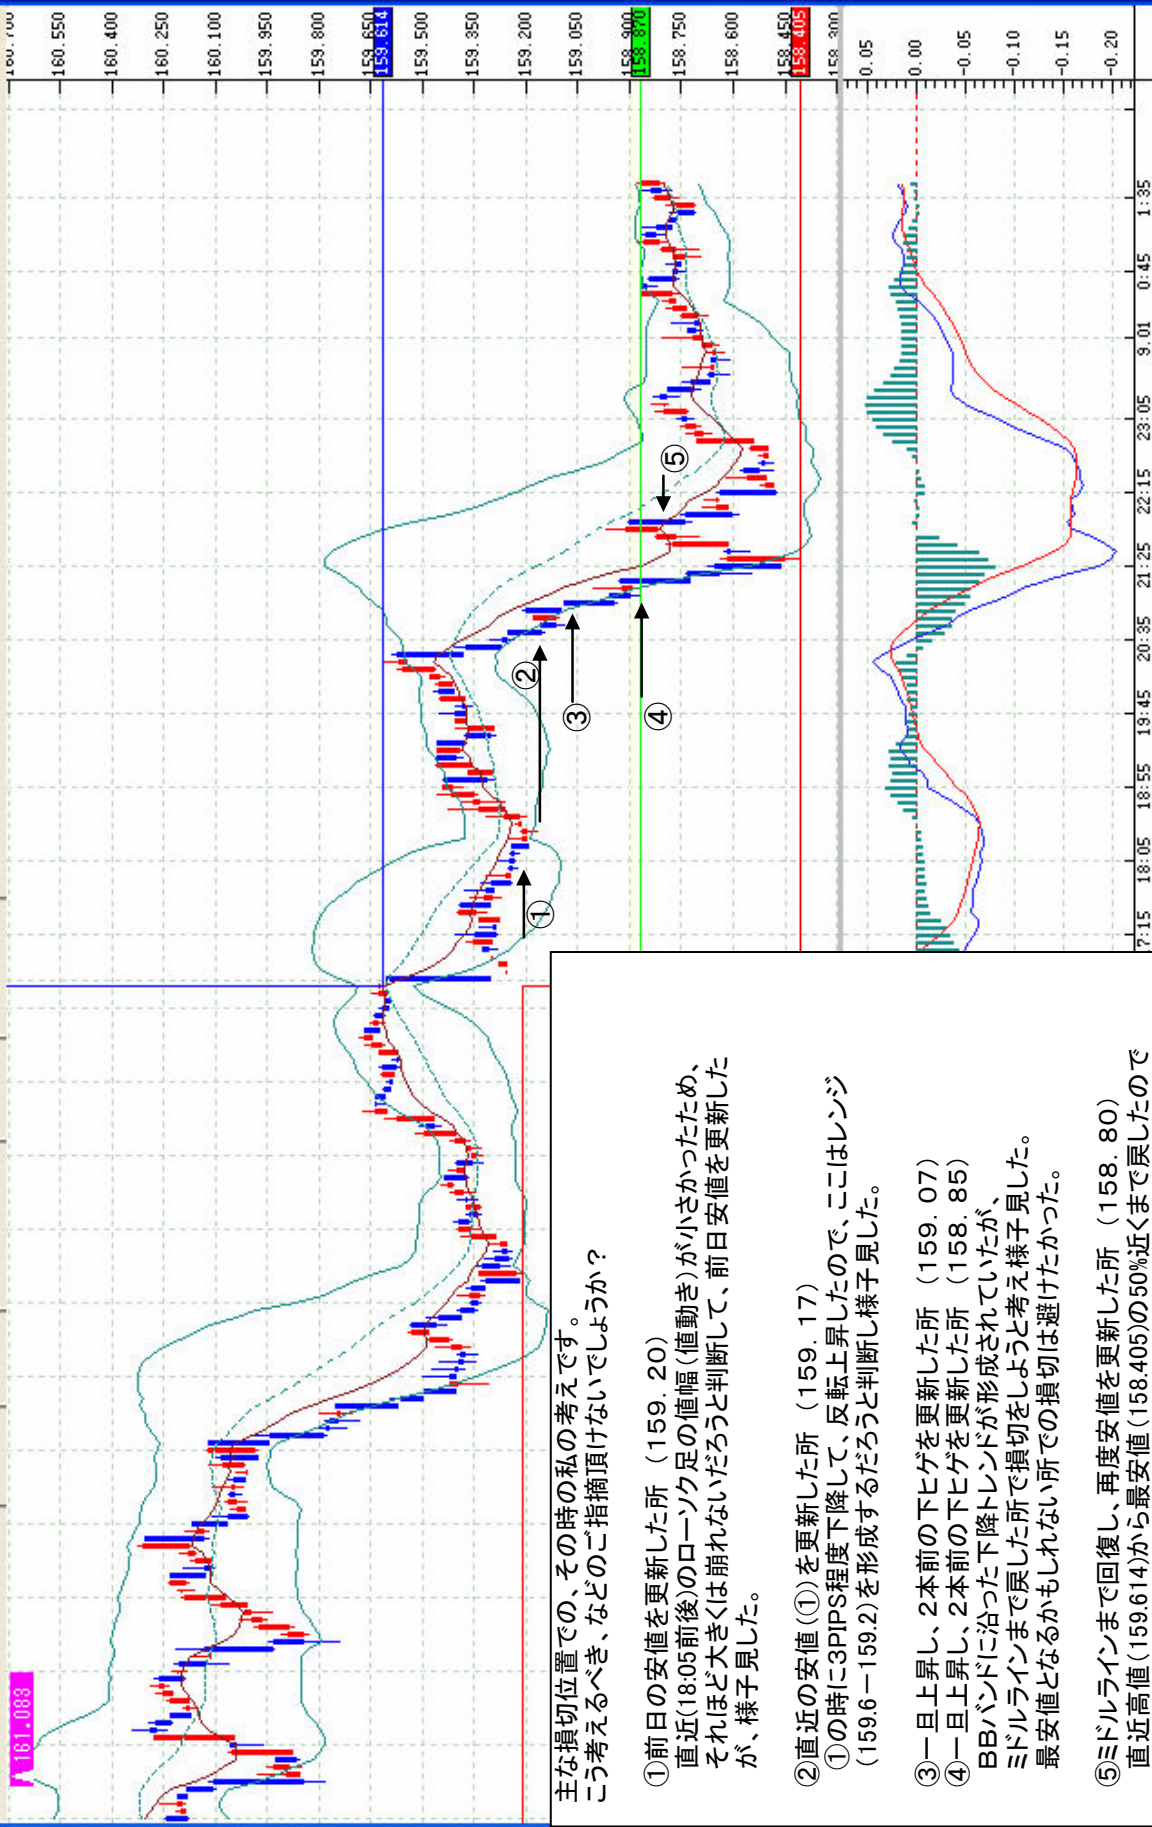 160.700
160.550
160.400
160.250
160.100
159.800
159.650
159.614
159.500
159.350
159.200
159.050
158.900
158.870
158.750
158.600
158.450
158.405
158.300
0.05
0.00
-0.05
-0.10
-0.15
-0.20
161.083
①
②
③
④
⑤
7:15
18:05
18:55
19:45
20:35
21:25
22:15
23:05
9:01
0:45
1:35
主な損切位置での、その時の私の考えです。
こう考えるべき、などのご指摘頂けないでしょうか？
①前日の安値を更新した所 （159．20）
直近(18:05前後)のローソク足の値幅(値動き)が小さかったため、
それほど大きくは崩れないだろうと判断して、前日安値を更新した
が、様子見した。
②直近の安値(①)を更新した所 （159．17）
①の時に3PIPS程度下降して、反転上昇したので、ここはレンジ
(159.6－159.2)を形成するだろうと判断し様子見した。
③一旦上昇し、2本前の下ヒゲを更新した所 （159．07）
④一旦上昇し、2本前の下ヒゲを更新した所 （158．85）
BBバンドに沿った下降トレンドが形成されていたが、
ミドルラインまで戻した所で損切をしようと考え様子見した。
最安値となるかもしれない所での損切は避けたかった。
⑤ミドルラインまで回復し、再度安値を更新した所 （158．80）
直近高値(159.614)から最安値(158.405)の50%近くまで戻したので